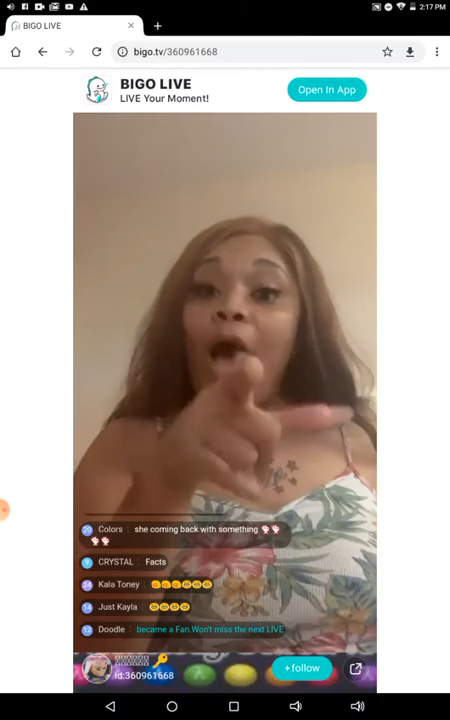 2:17 PM
BIGO LIVE
bigo.tv/360961668
BIGO LIVE
LIVE Your Moment!
Open In App
20 Colors : she coming back with something
9 CRYSTAL : Facts
24 Kala Toney :
14 Just Kayla :
12 Doodle : became a Fan.Won't miss the next LIVE
id:360961668
+follow